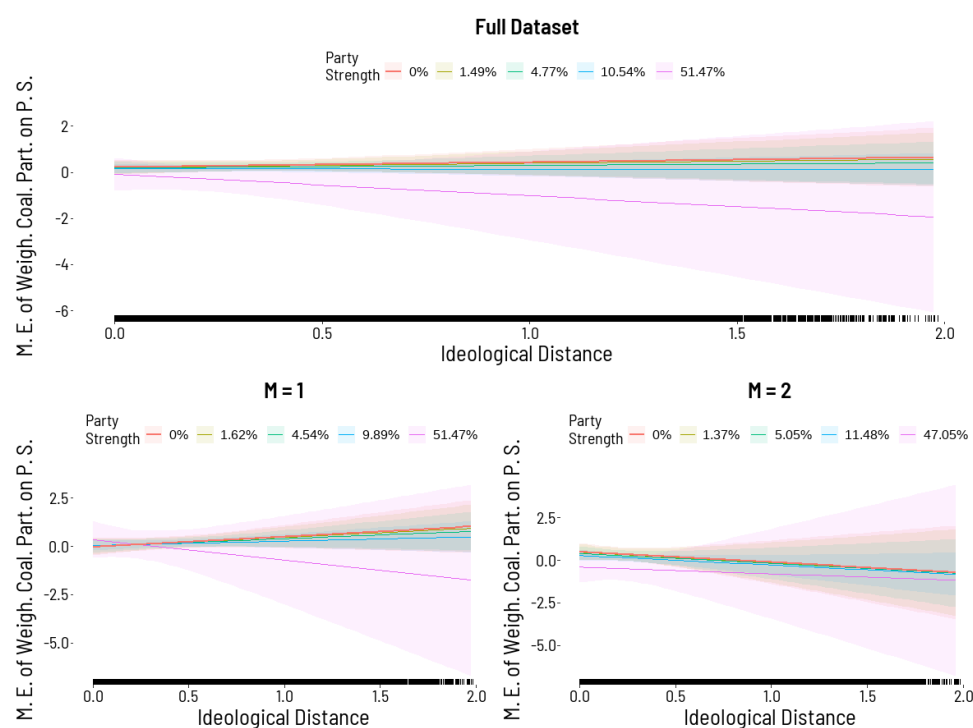 Full Dataset
Party Strength 0% 1.49% 4.77% 10.54% 51.47%
M. E. of Weigh. Coal. Part. on P. S.
2
0
-2
-4
-6
0.0 0.5 1.0 1.5 2.0
Ideological Distance
M = 1
Party Strength 0% 1.62% 4.54% 9.89% 51.47%
M. E. of Weigh. Coal. Part. on P. S.
2.5
0.0
-2.5
-5.0
0.0 0.5 1.0 1.5 2.0
Ideological Distance
M = 2
Party Strength 0% 1.37% 5.05% 11.48% 47.05%
M. E. of Weigh. Coal. Part. on P. S.
2.5
0.0
-2.5
-5.0
0.0 0.5 1.0 1.5 2.0
Ideological Distance